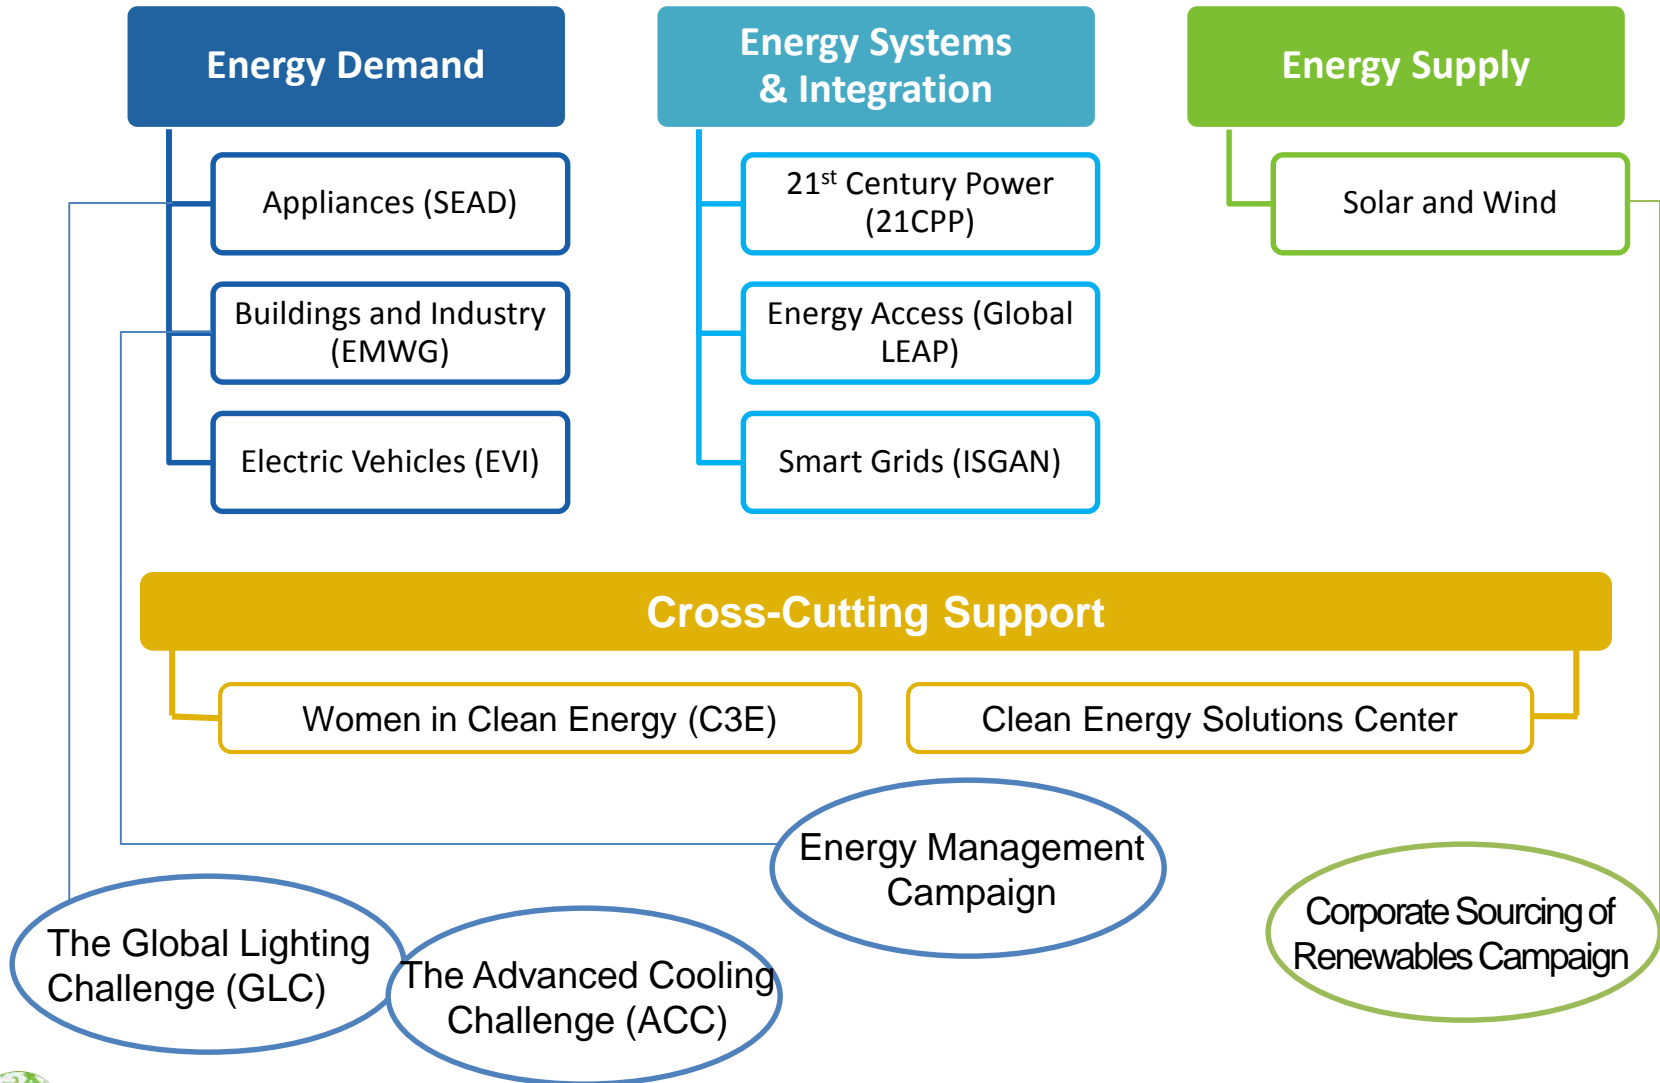 Energy Demand
Energy Systems
& Integration
Energy Supply
Appliances (SEAD)
Buildings and Industry
(EMWG)
Electric Vehicles (EVI)
21st Century Power
(21CPP)
Energy Access (Global
LEAP)
Smart Grids (ISGAN)
Solar and Wind
Cross-Cutting Support
Women in Clean Energy (C3E)
Clean Energy Solutions Center
Energy Management
Campaign
Corporate Sourcing of
Renewables Campaign
The Global Lighting
Challenge (GLC)
The Advanced Cooling
Challenge (ACC)